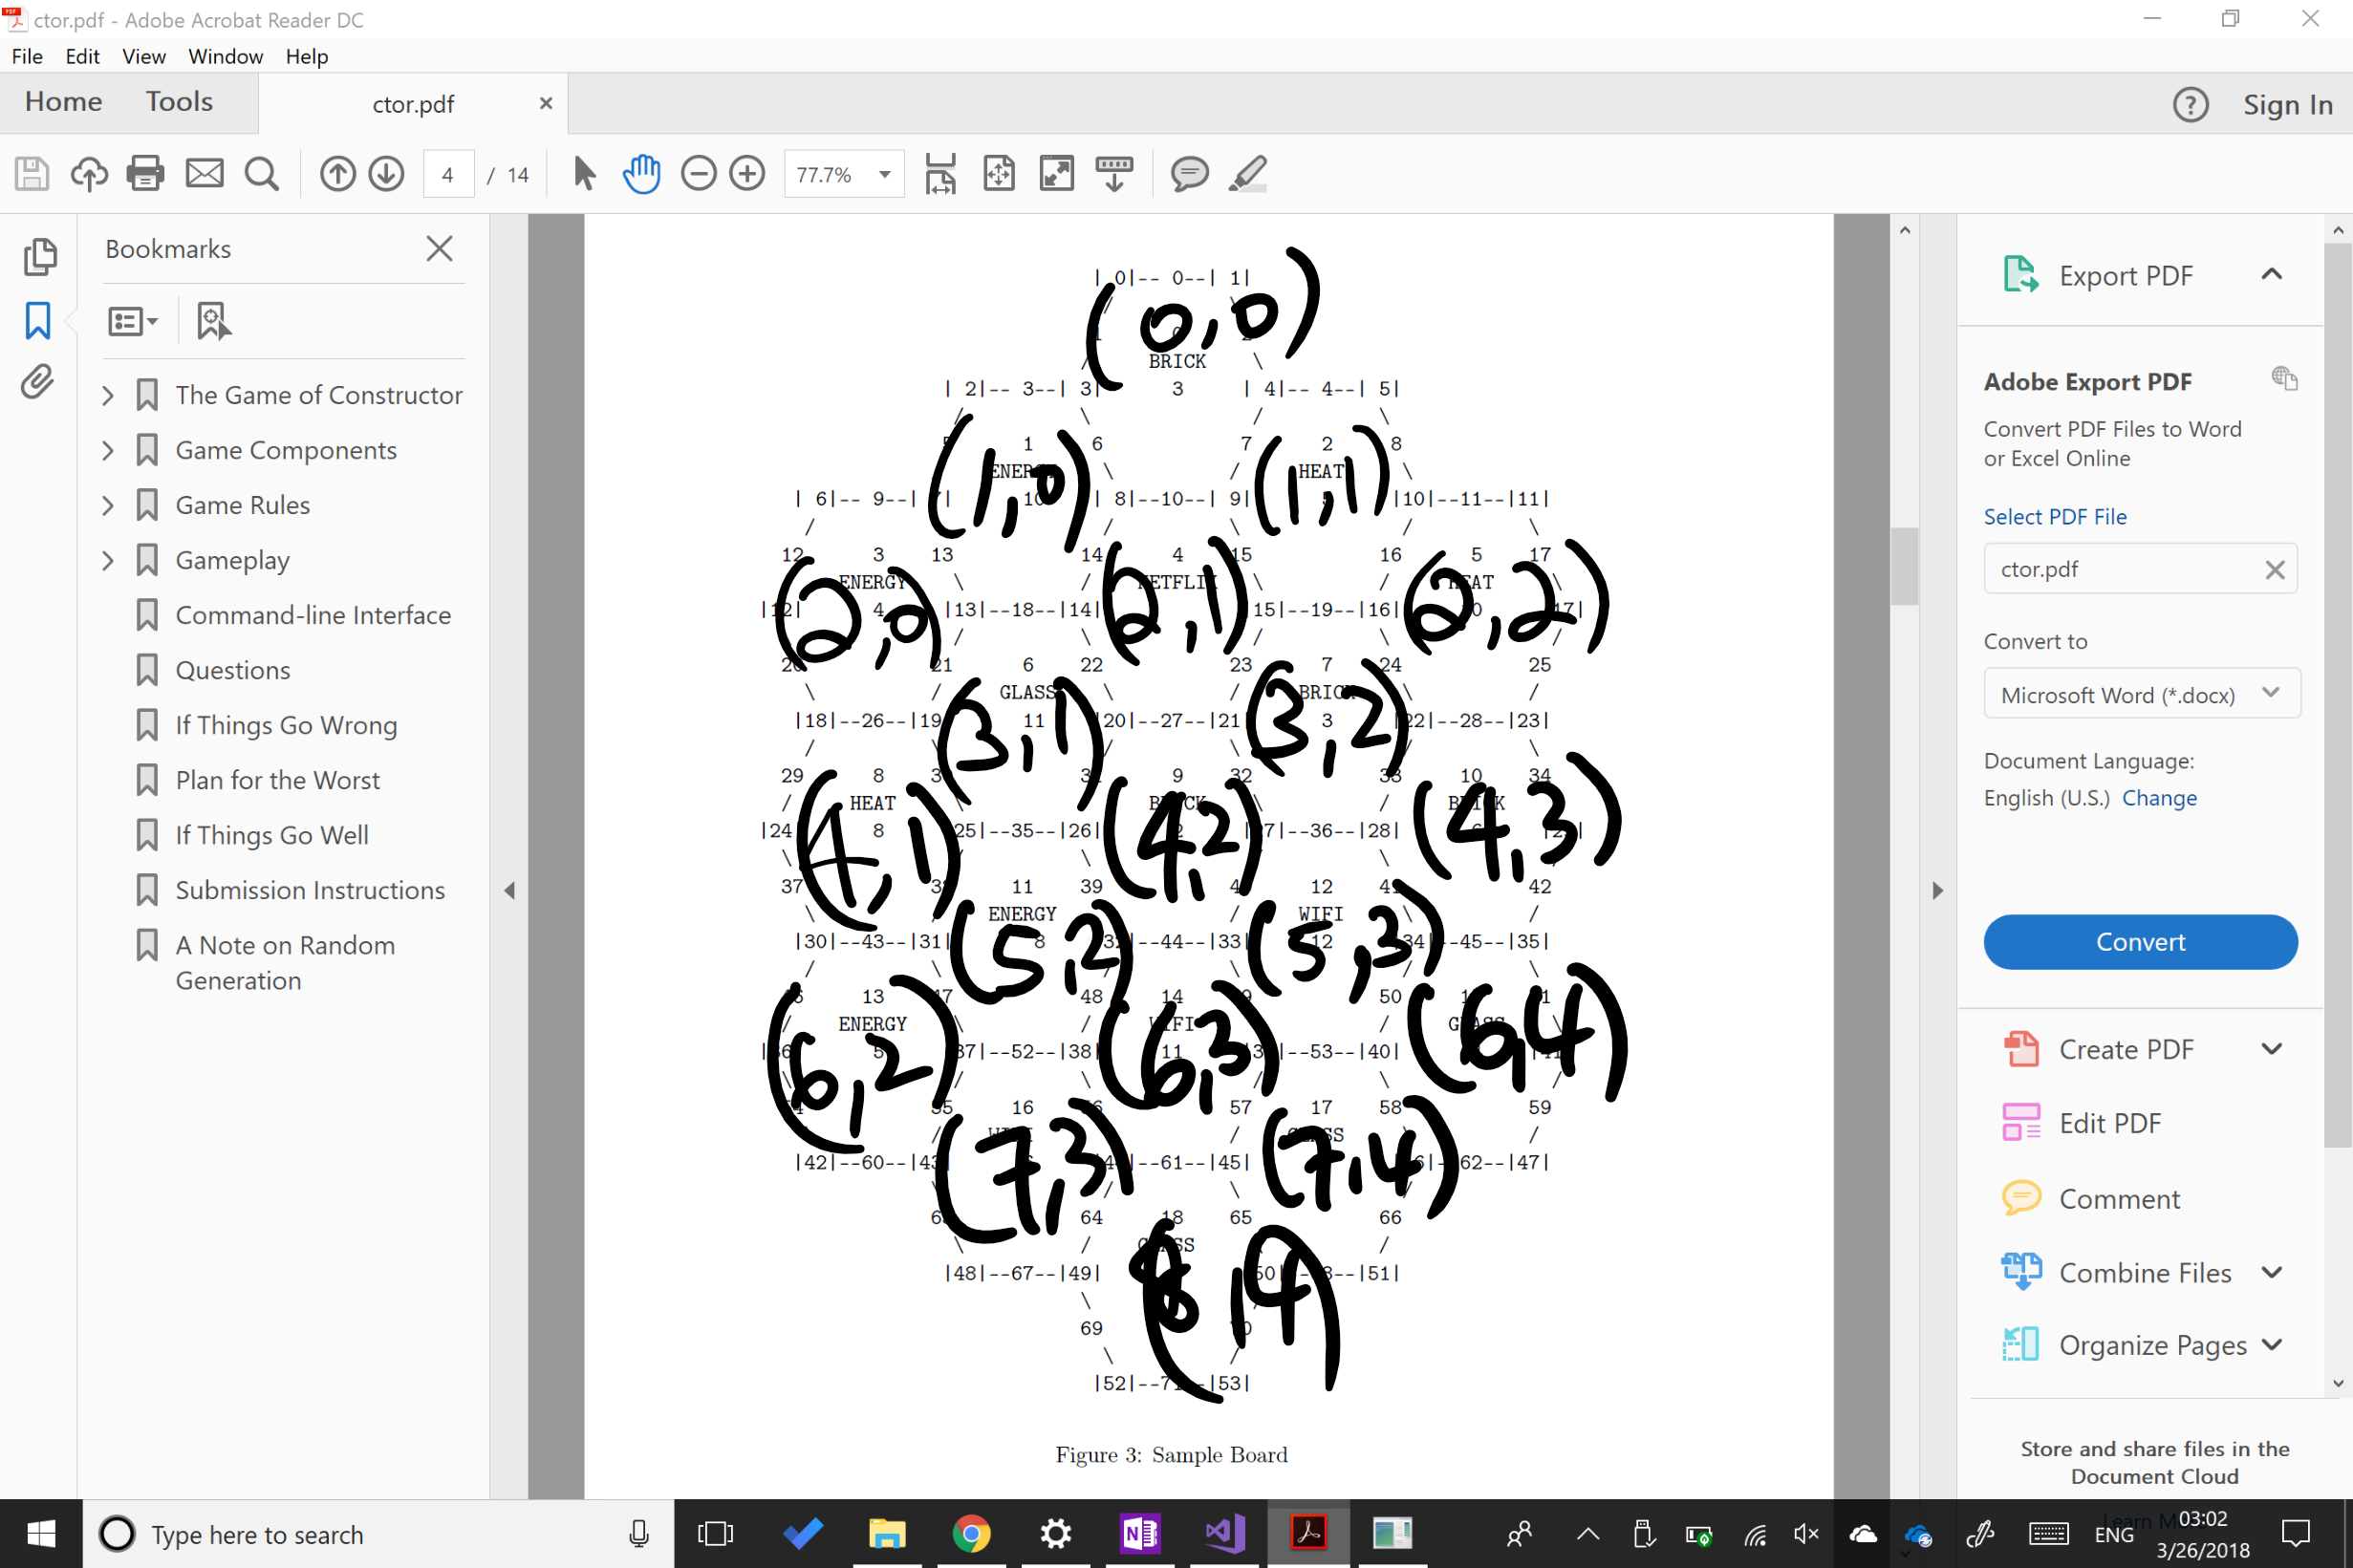 ctor.pdf - Adobe Acrobat Reader DC
File Edit View Window Help
Home Tools ctor.pdf × ? Sign In
4 / 14 77.7%
Bookmarks
The Game of Constructor
Game Components
Game Rules
Gameplay
Command-line Interface
Questions
If Things Go Wrong
Plan for the Worst
If Things Go Well
Submission Instructions
A Note on Random
Generation
| 0|-- 0--| 1|
(0,0)
BRICK
| 2|-- 3--| 3| 3 | 4|-- 4--| 5|
1 6 7 2 8
HEAT
(1,0) (1,1)
| 6|-- 9--| 10 | 8|--10--| 9| |10|--11--|11|
12 3 13 14 4 15 16 5 17
ENERGY NETFLIX HEAT
(2,0) (2,1) (2,2)
|12| 4 |13|--18--|14| 15|--19--|16| 17|
20 21 6 22 23 7 24 25
GLASS BRICK
|18|--26--|19 11 |20|--27--|21| 3 22|--28--|23|
(3,1) (3,2)
29 8 9 32 33 10 34
HEAT BRICK BRICK
|24 8 25|--35--|26| |--36--|28|
(4,1) (4,2) (4,3)
37 11 39 12 41 42
ENERGY WIFI
|30|--43--|31| 8 |--44--|33| 12 34|--45--|35|
(5,2) (5,3)
13 47 48 14 50
ENERGY WIFI GLASS
5 37|--52--|38| 11 |--53--|40|
(6,2) (6,3) (6,4)
16 57 17 58 59
WIFI GLASS
|42|--60--|43 |--61--|45| |--62--|47|
(7,3) (7,4)
64 18 65 66
GLASS
|48|--67--|49| 50| |51|
(8,4)
69
|52|--71--|53|
Figure 3: Sample Board
Export PDF
Adobe Export PDF
Convert PDF Files to Word
or Excel Online
Select PDF File
ctor.pdf
Convert to
Microsoft Word (*.docx)
Document Language:
English (U.S.) Change
Convert
Create PDF
Edit PDF
Comment
Combine Files
Organize Pages
Store and share files in the
Document Cloud
Learn More
Type here to search
ENG
03:02
3/26/2018